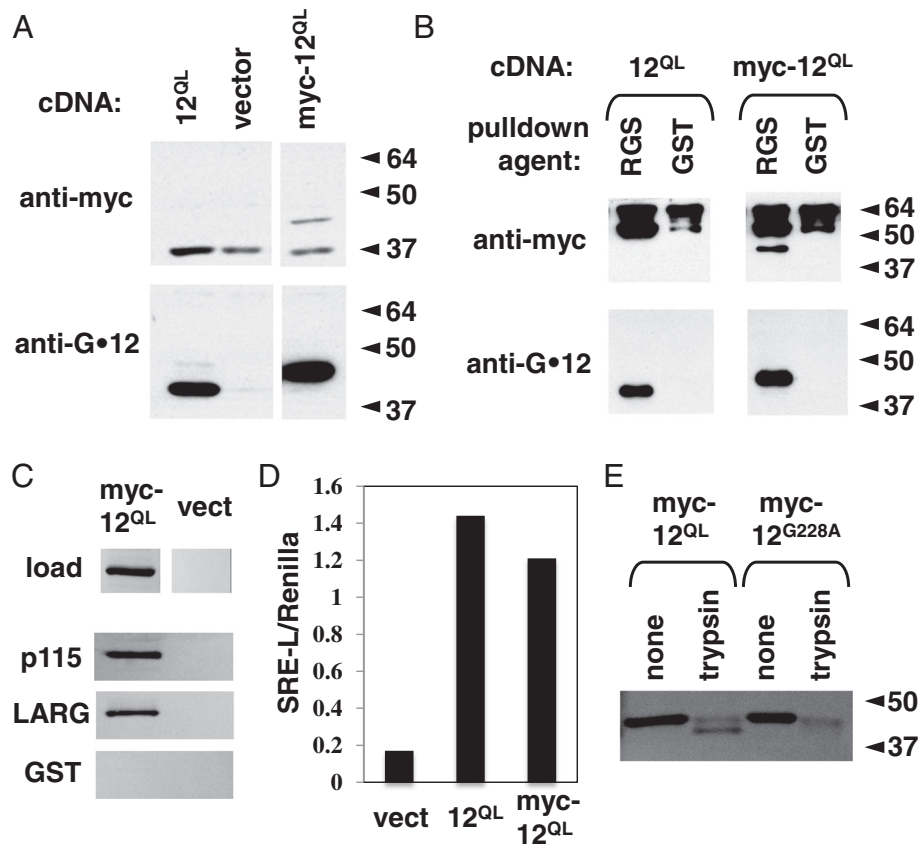 A
cDNA:
12QL
vector
myc-12QL
anti-myc
◄64
◄50
◄37
anti-G•12
◄64
◄50
◄37
B
cDNA:
12QL
myc-12QL
pulldown
agent:
RGS
GST
RGS
GST
anti-myc
◄64
◄50
◄37
anti-G•12
◄64
◄50
◄37
C
myc-
12QL
vect
load
p115
LARG
GST
D
SRE-L/Renilla
1.6
1.4
1.2
1
0.8
0.6
0.4
0.2
0
vect
12QL
myc-
12QL
E
myc-
12QL
myc-
12G228A
none
trypsin
none
trypsin
◄50
◄37